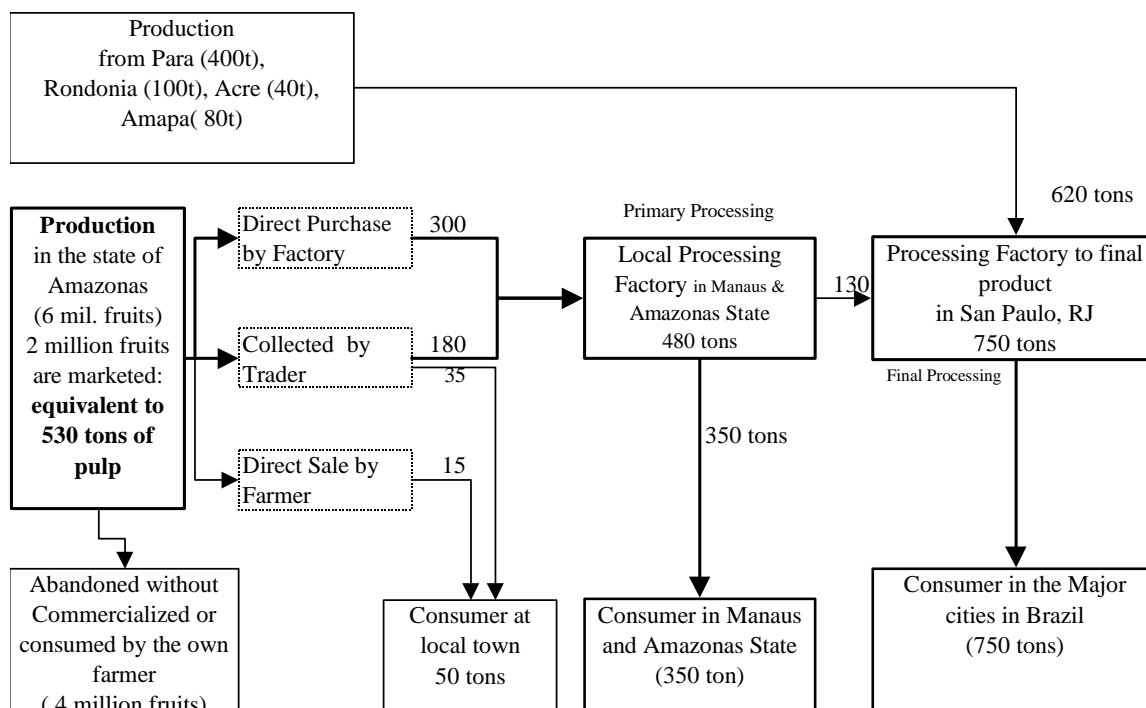 Production
from Para (400t),
Rondonia (100t), Acre (40t),
Amapa( 80t)
620 tons
Production
in the state of
Amazonas
(6 mil. fruits)
2 million fruits
are marketed:
equivalent to
530 tons of
pulp
Direct Purchase
by Factory
300
Collected by
Trader
180
35
Direct Sale by
Farmer
15
Primary Processing
Local Processing
Factory in Manaus &
Amazonas State
480 tons
130
Processing Factory to final
product
in San Paulo, RJ
750 tons
Final Processing
350 tons
Abandoned without
Commercialized or
consumed by the own
farmer
( 4 million fruits)
Consumer at
local town
50 tons
Consumer in Manaus
and Amazonas State
(350 ton)
Consumer in the Major
cities in Brazil
(750 tons)